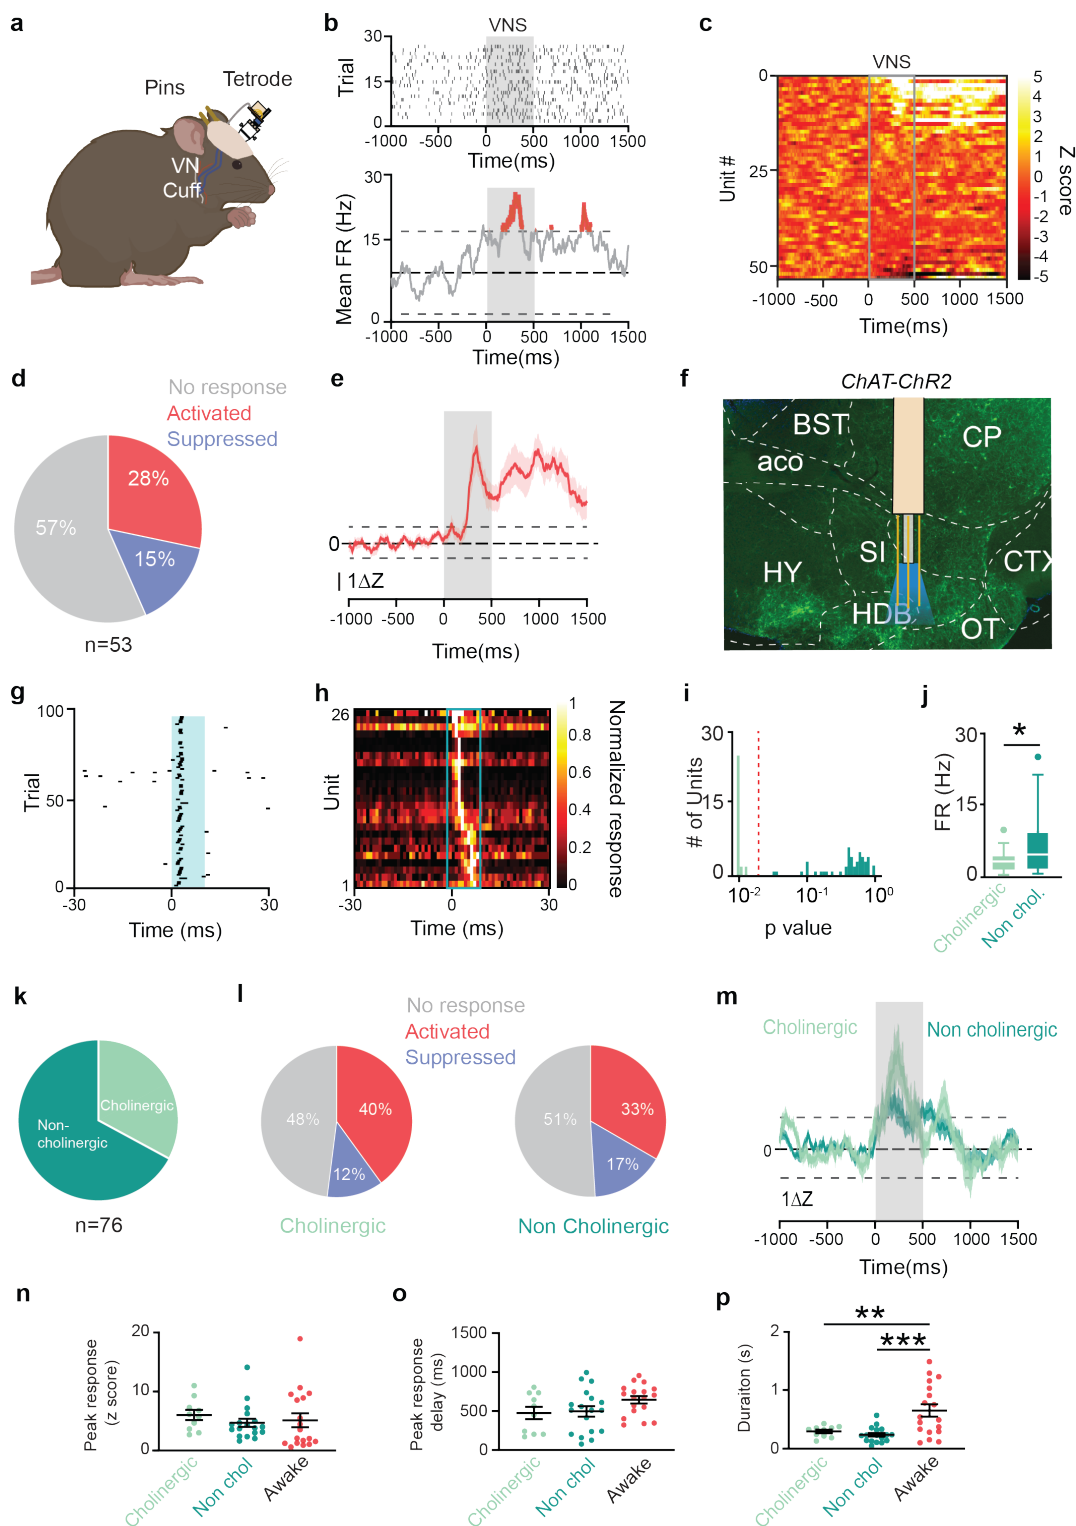 a
Pins
Tetrode
VN
Cuff
b
VNS
Trial
30
15
0
-1000
-500
0
500
1000
1500
Time(ms)
Mean FR (Hz)
30
15
0
-1000
-500
0
500
1000
1500
Time(ms)
c
VNS
Unit #
0
25
50
-1000
-500
0
500
1000
1500
Time(ms)
5
4
3
2
1
0
-1
-2
-3
-4
-5
Z score
d
No response
Activated
Suppressed
28%
57%
15%
n=53
e
0
1ΔZ
-1000
-500
0
500
1000
1500
Time(ms)
f
ChAT-ChR2
BST
CP
aco
SI
HY
CTX
HDB
OT
g
Trial
100
50
0
-30
0
30
Time (ms)
h
Unit
26
1
-30
0
30
Time (ms)
1
0.8
0.6
0.4
0.2
0
Normalized response
i
# of Units
30
15
0
10-2
10-1
100
p value
j
FR (Hz)
30
15
0
*
Cholinergic
Non chol.
k
Cholinergic
Non-
cholinergic
n=76
l
No response
Activated
Suppressed
48%
40%
12%
Cholinergic
51%
33%
17%
Non Cholinergic
m
Cholinergic
Non cholinergic
0
1ΔZ
-1000
-500
0
500
1000
1500
Time(ms)
n
Peak response
(z score)
20
10
0
Cholinergic
Non chol
Awake
o
Peak response
delay (ms)
1500
1000
500
0
Cholinergic
Non chol
Awake
p
Duraiton (s)
2
1
0
**
***
Cholinergic
Non chol
Awake